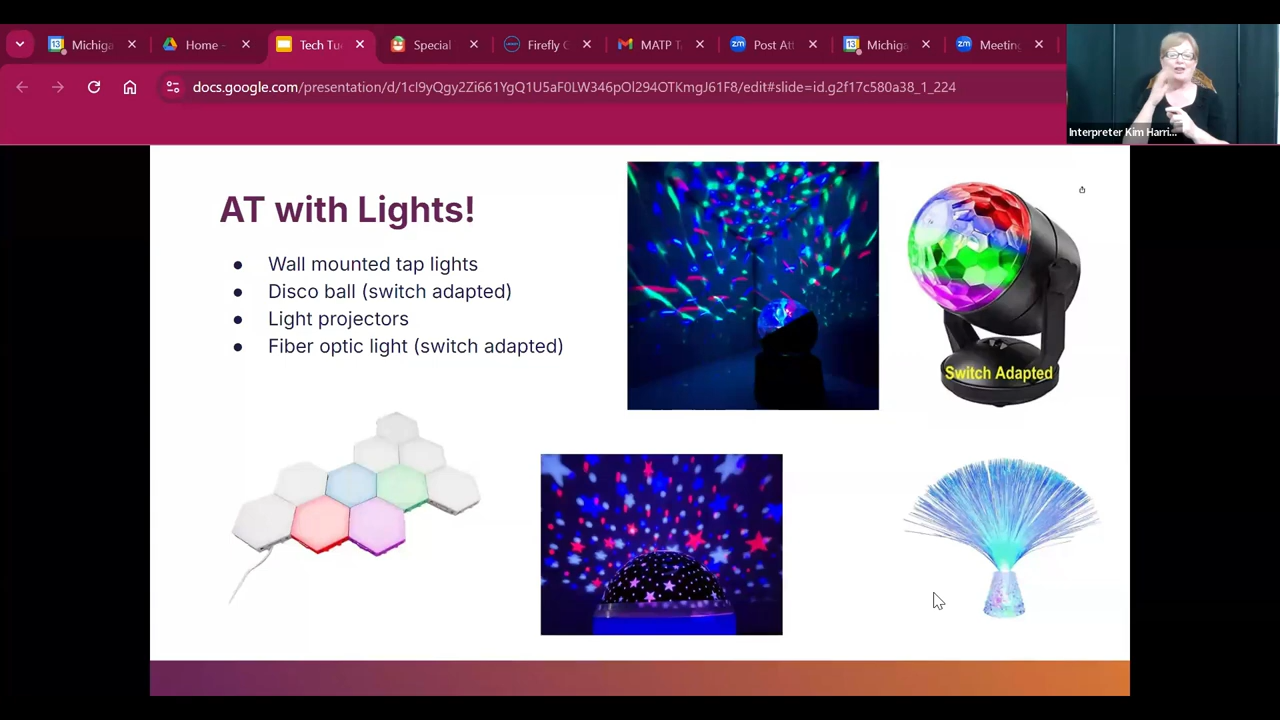 Michiga
Home -
Tech Tue
Special
Firefly C
MATP T
Post Att
Michiga
Meeting
docs.google.com/presentation/d/1cI9yQgy2Zi661YgQ1U5aF0LW346pOl294OTKmgJ61F8/edit#slide=id.g2f17c580a38_1_224
Interpreter Kim Harri...
AT with Lights!
● Wall mounted tap lights
● Disco ball (switch adapted)
● Light projectors
● Fiber optic light (switch adapted)
Switch Adapted